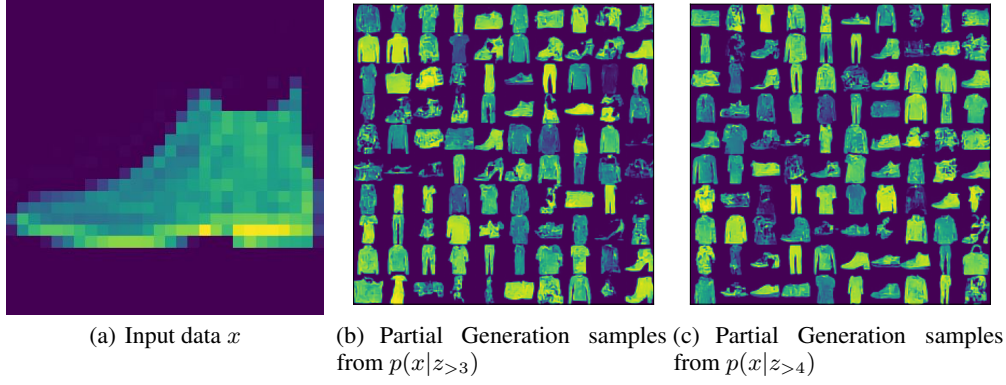 (a) Input data x
(b) Partial Generation samples from p(x|z>3)
(c) Partial Generation samples from p(x|z>4)